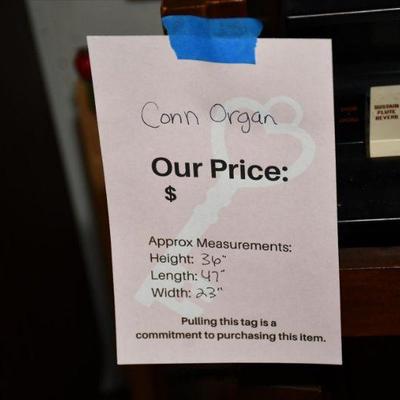 Conn Organ
Our Price:
$
Approx Measurements:
Height: 36"
Length: 47"
Width: 23"
Pulling this tag is a
commitment to purchasing this item.
SUSTAIN
FLUTE
REVERB